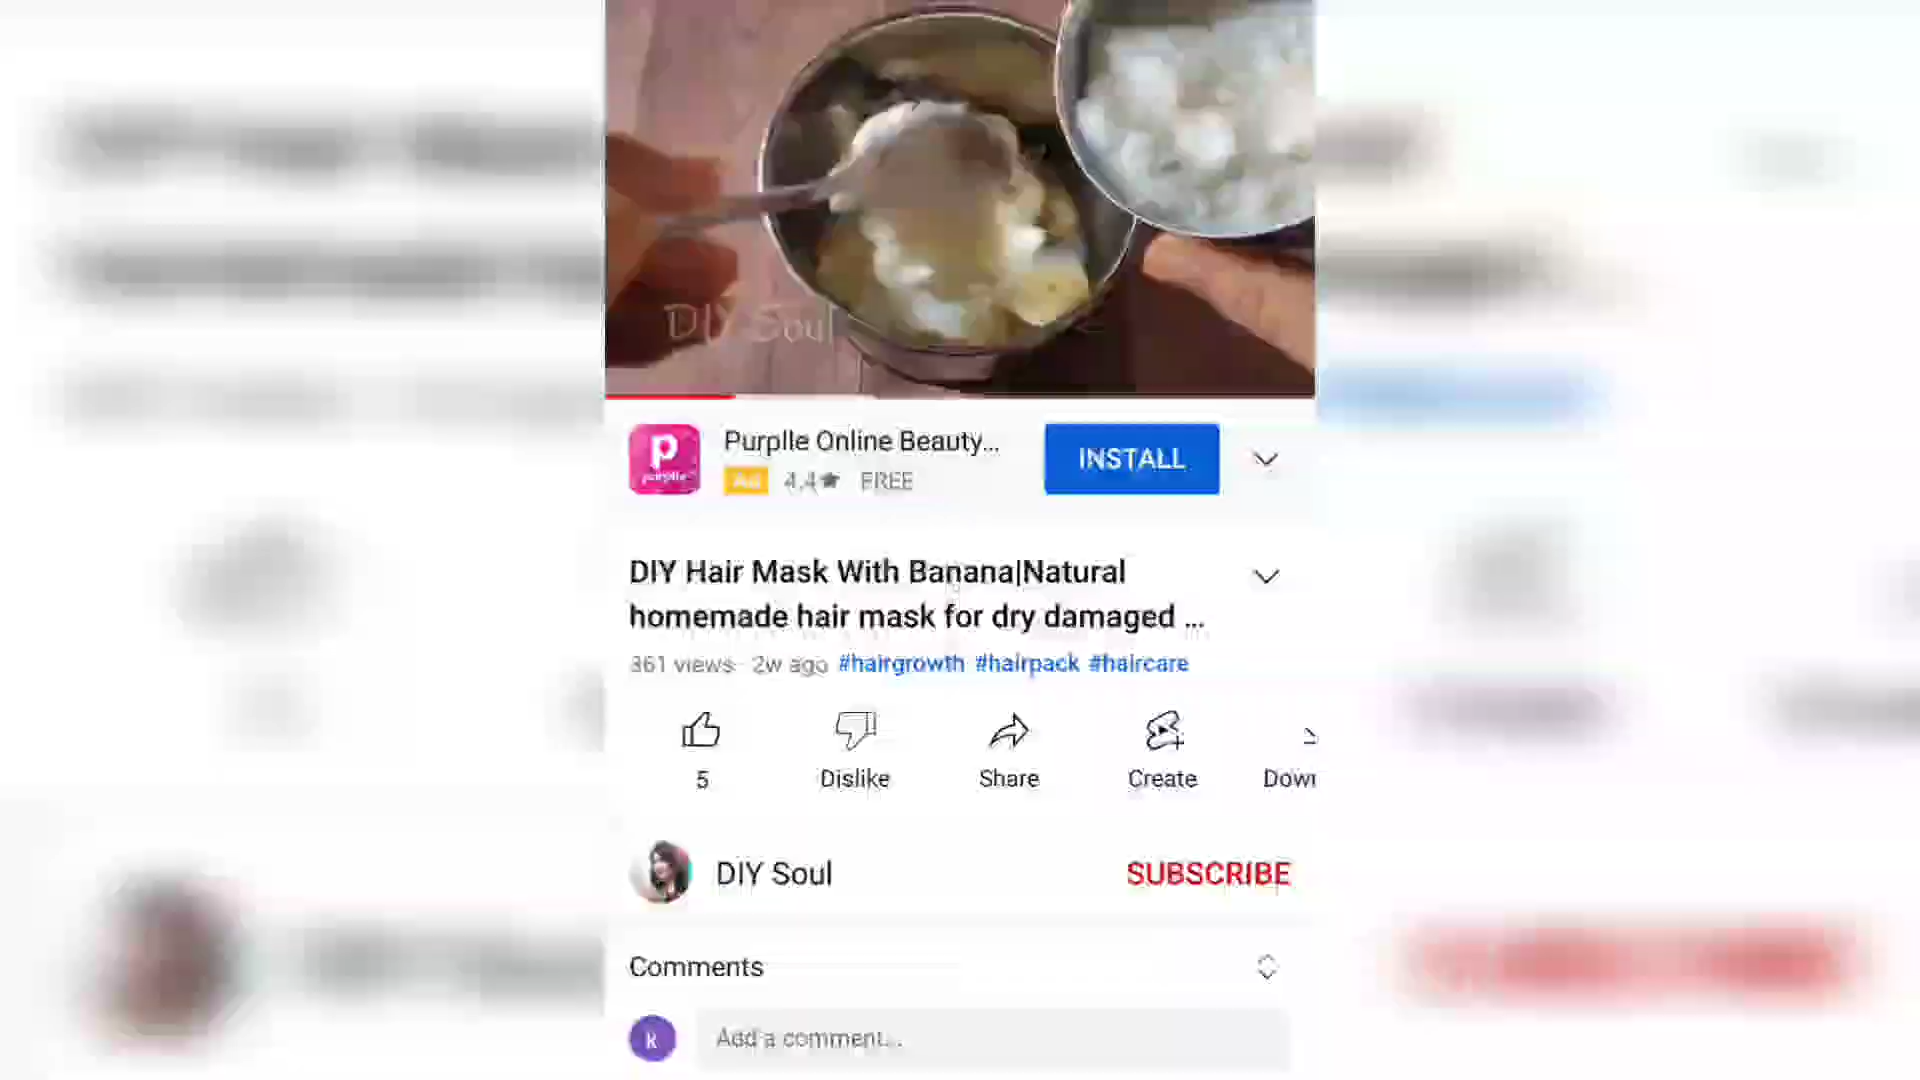 DIY Soul
Purplle Online Beauty...
Ad 4.4★ FREE
INSTALL
DIY Hair Mask With Banana|Natural
homemade hair mask for dry damaged ...
361 views · 2w ago #hairgrowth #hairpack #haircare
5 Dislike Share Create Down
DIY Soul SUBSCRIBE
Comments
Add a comment...